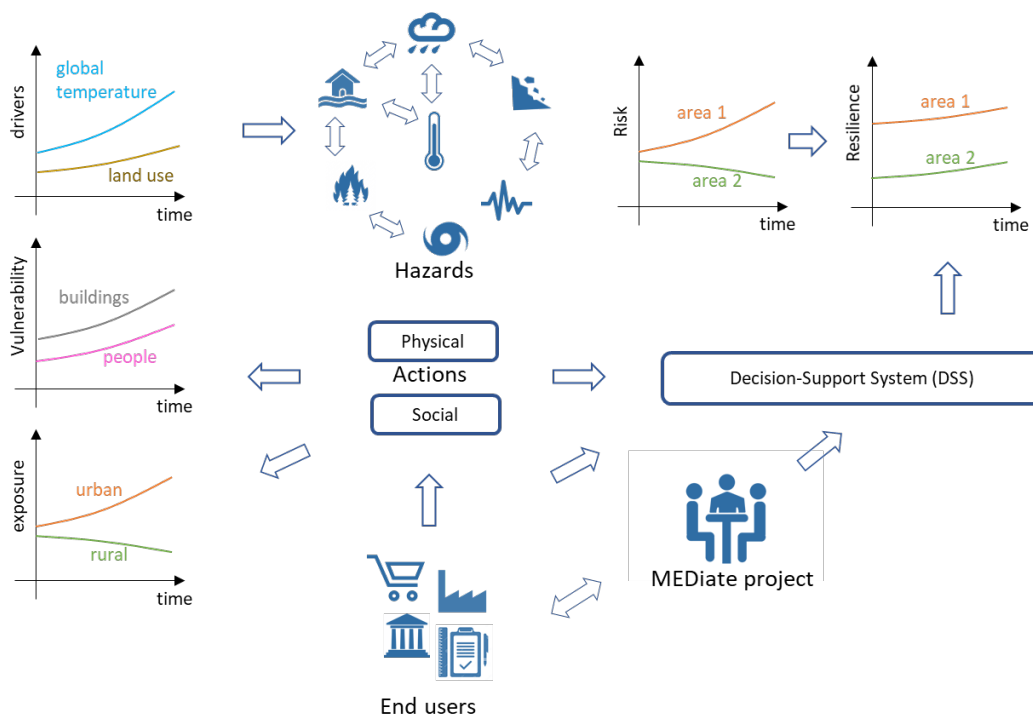 drivers
global
temperature
land use
time
Hazards
Risk
area 1
area 2
time
Resilience
area 1
area 2
time
Vulnerability
buildings
people
time
Physical
Actions
Social
Decision-Support System (DSS)
exposure
urban
rural
time
MEDiate project
End users